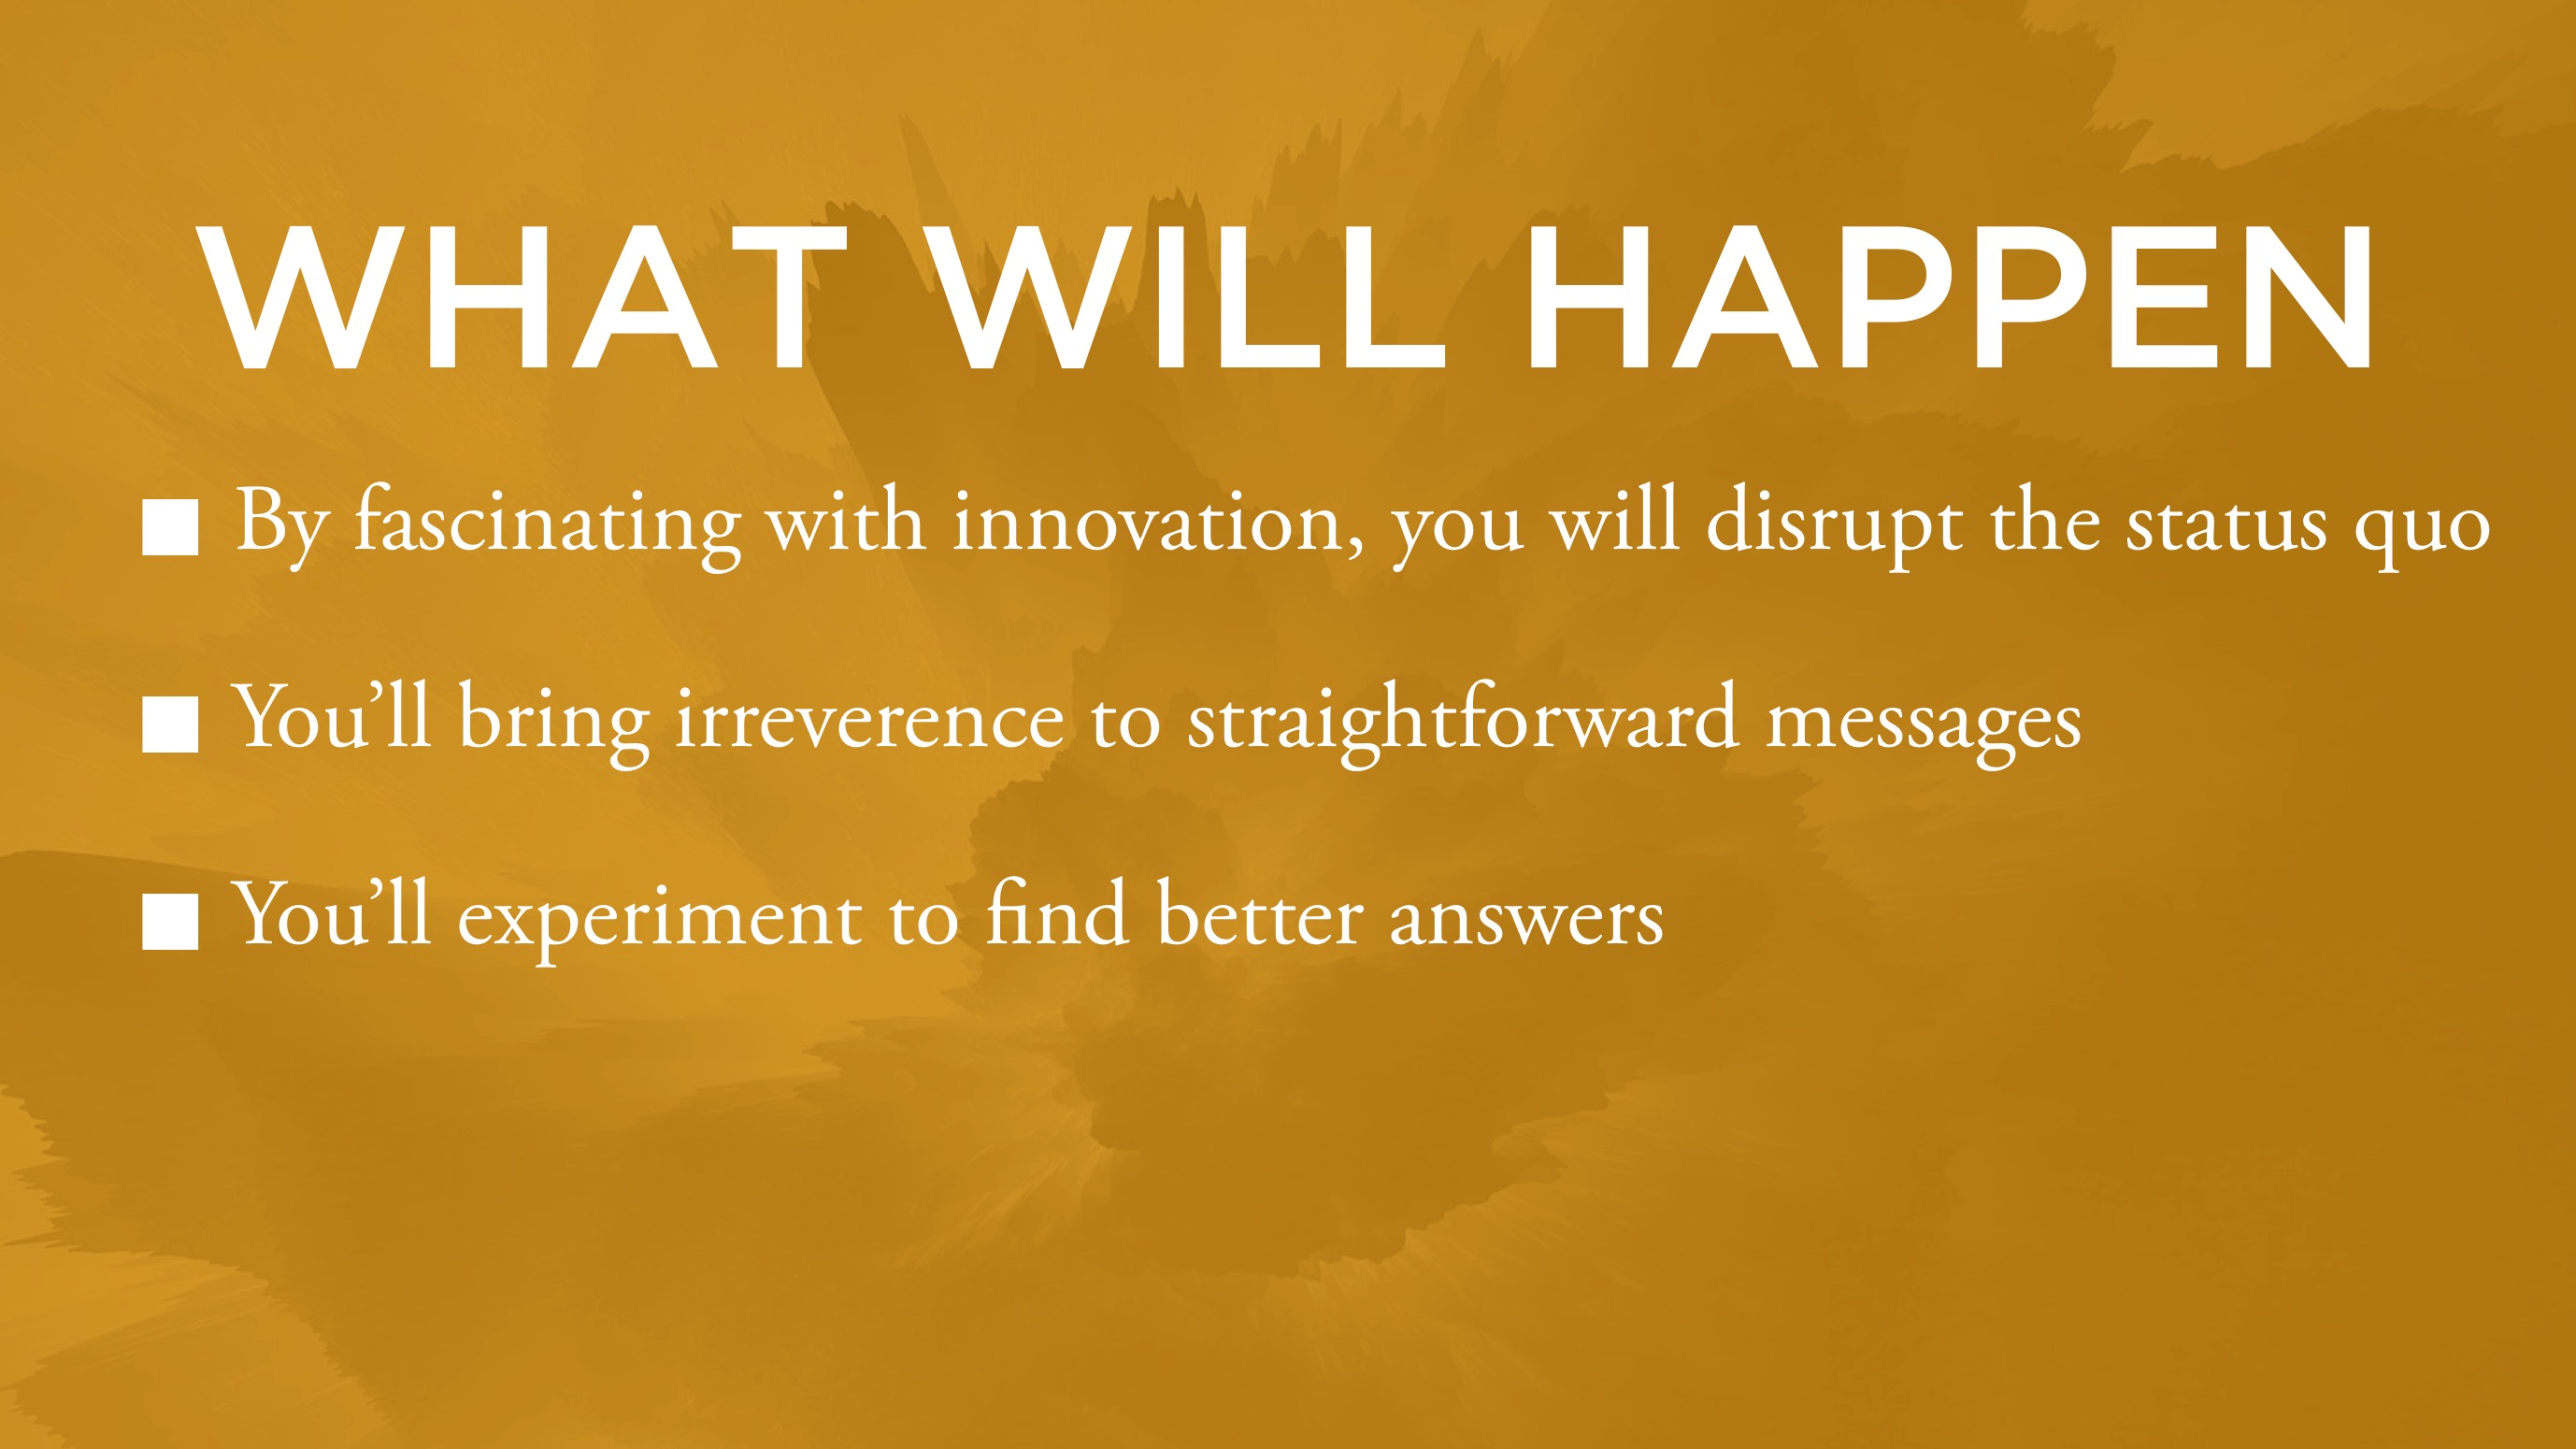 WHAT WILL HAPPEN
■ By fascinating with innovation, you will disrupt the status quo
■ You’ll bring irreverence to straightforward messages
■ You’ll experiment to find better answers